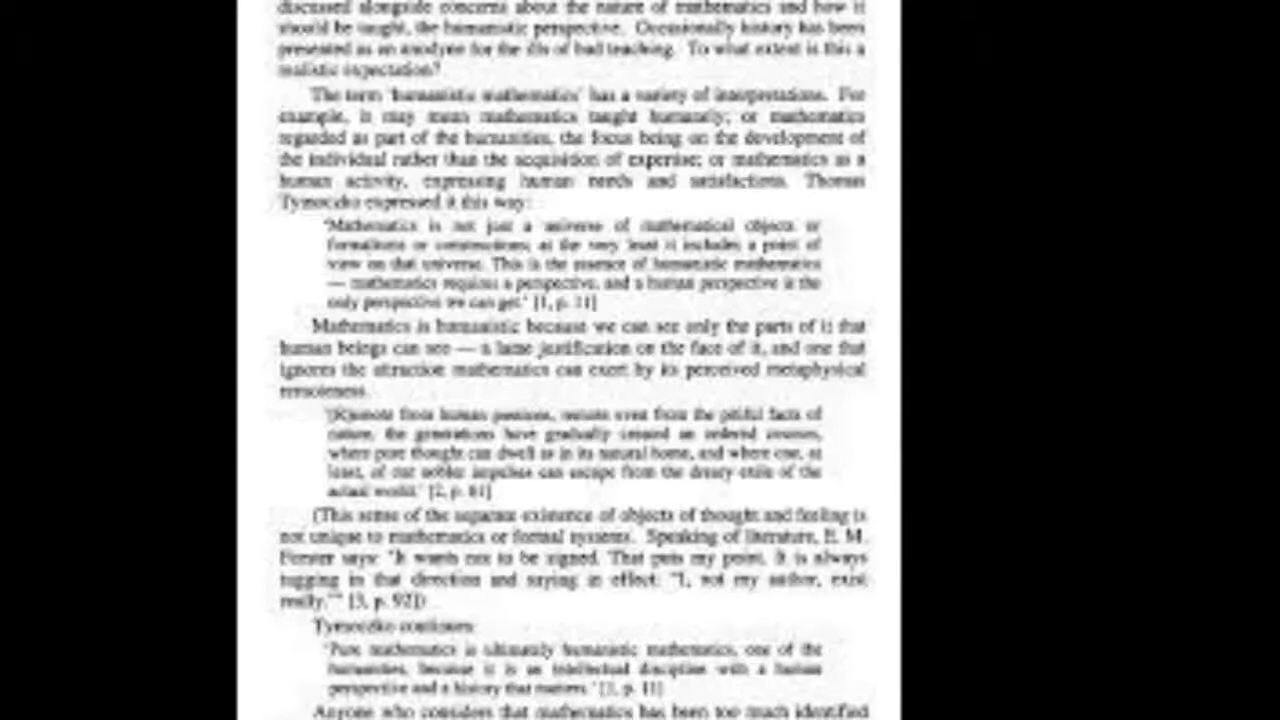 discussed alongside concerns about the nature of mathematics and how it
should be taught, the humanistic perspective. Occasionally history has been
presented as an anodyne for the ills of bad teaching. To what extent is this a
realistic expectation?
The term 'humanistic mathematics' has a variety of interpretations. For
example, it may mean mathematics taught humanely; or mathematics
regarded as part of the humanities, the focus being on the development of
the individual rather than the acquisition of expertise; or mathematics as a
human activity, expressing human needs and satisfactions. Thomas
Tymoczko expressed it this way:
'Mathematics is not just a universe of mathematical objects or
formalisms or constructions; at the very least it includes a point of
view on that universe. This is the essence of humanistic mathematics
— mathematics requires a perspective, and a human perspective is the
only perspective we can get.' [1, p. 11]
Mathematics is humanistic because we can see only the parts of it that
human beings can see — a lame justification on the face of it, and one that
ignores the attraction mathematics can exert by its perceived metaphysical
remoteness.
'[R]emote from human passions, remote even from the pitiful facts of
nature, the generations have gradually created an ordered cosmos,
where pure thought can dwell as in its natural home, and where one, at
least, of our nobler impulses can escape from the dreary exile of the
actual world.' [2, p. 61]
(This sense of the separate existence of objects of thought and feeling is
not unique to mathematics or formal systems. Speaking of literature, E. M.
Forster says: 'It wants not to be signed. That puts my point. It is always
tugging in that direction and saying in effect: "I, not my author, exist
really."' [3, p. 92])
Tymoczko continues:
'Pure mathematics is ultimately humanistic mathematics, one of the
humanities, because it is an intellectual discipline with a human
perspective and a history that matters.' [1, p. 11]
Anyone who considers that mathematics has been too much identified